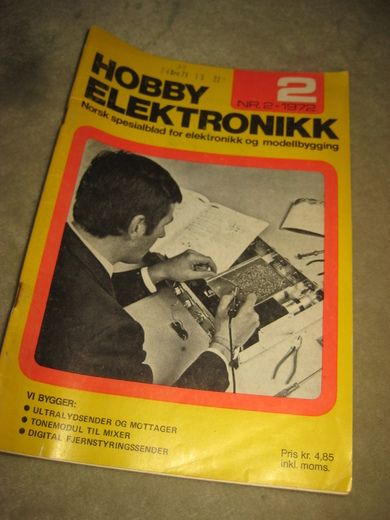 2
NR. 2 - 1972
HOBBY
ELEKTRONIKK
Norsk spesialblad for elektronikk og modellbygging
VI BYGGER:
● ULTRALYDSENDER OG MOTTAGER
● TONEMODUL TIL MIXER
● DIGITAL FJERNSTYRINGSSENDER
Pris kr. 4,85
inkl. moms.